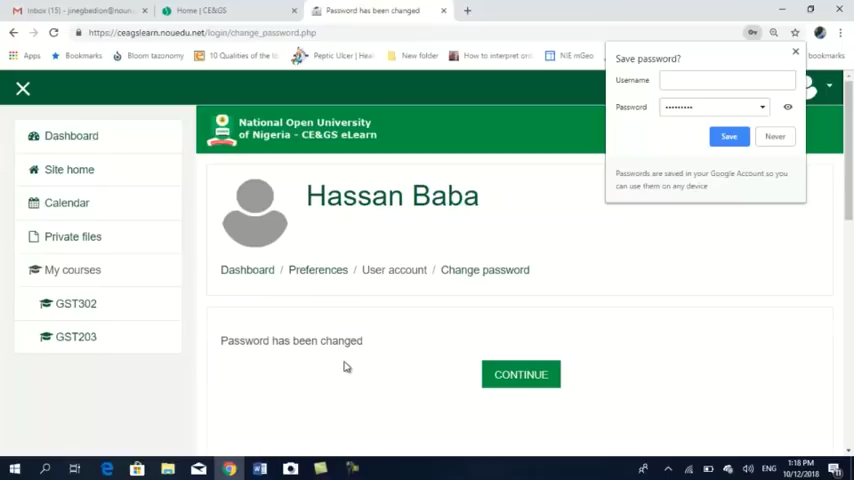 Inbox (15) - jinegbedion@noun.
Home | CE&GS
Password has been changed
https://ceagslearn.nouedu.net/login/change_password.php
Apps
Bookmarks
Bloom taxonomy
10 Qualities of the Id
Peptic Ulcer | Heal
New folder
How to interpret onli
NIE mGeo
bookmarks
Save password?
Username
Password
•••••••••
Save
Never
Passwords are saved in your Google Account so you
can use them on any device
National Open University
of Nigeria - CE&GS eLearn
Dashboard
Site home
Calendar
Private files
My courses
GST302
GST203
Hassan Baba
Dashboard / Preferences / User account / Change password
Password has been changed
CONTINUE
ENG
1:18 PM
10/12/2018